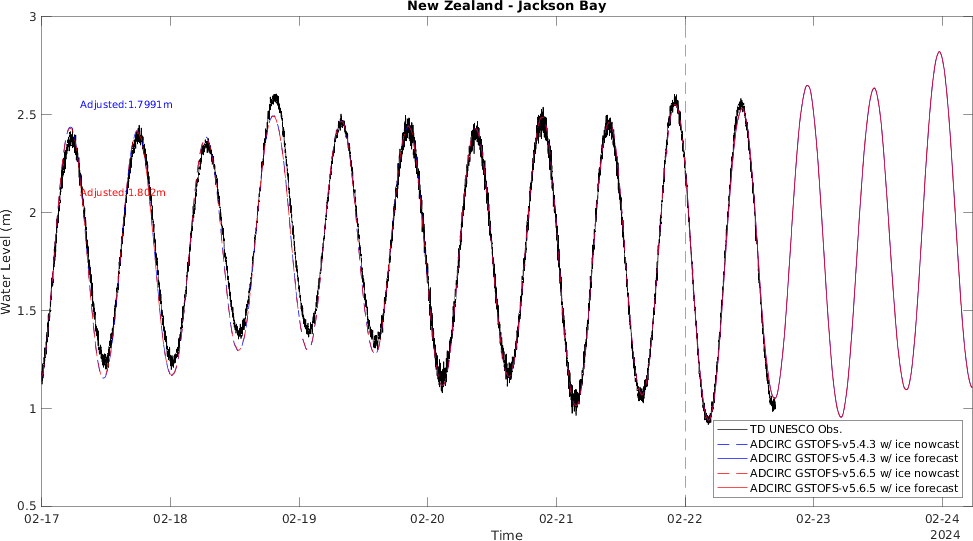 New Zealand - Jackson Bay
3
2.5
2
1.5
1
0.5
Water Level (m)
Adjusted:1.7991m
Adjusted:1.802m
TD UNESCO Obs.
ADCIRC GSTOFS-v5.4.3 w/ ice nowcast
ADCIRC GSTOFS-v5.4.3 w/ ice forecast
ADCIRC GSTOFS-v5.6.5 w/ ice nowcast
ADCIRC GSTOFS-v5.6.5 w/ ice forecast
02-17 02-18 02-19 02-20 02-21 02-22 02-23 02-24
Time
2024